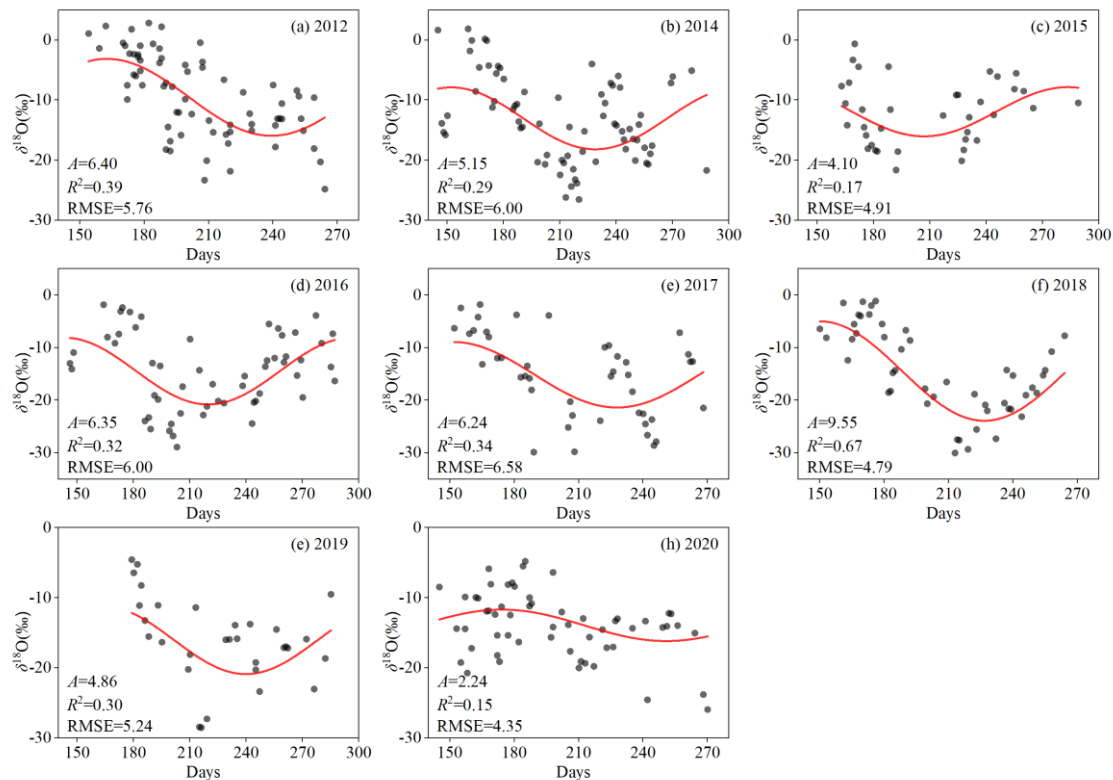 (a) 2012
0
-10
-20
-30
δ¹⁸O(‰)
A=6.40
R²=0.39
RMSE=5.76
150 180 210 240 270
Days
(b) 2014
0
-10
-20
-30
δ¹⁸O(‰)
A=5.15
R²=0.29
RMSE=6.00
150 180 210 240 270
Days
(c) 2015
0
-10
-20
-30
δ¹⁸O(‰)
A=4.10
R²=0.17
RMSE=4.91
150 180 210 240 270 300
Days
(d) 2016
0
-10
-20
-30
δ¹⁸O(‰)
A=6.35
R²=0.32
RMSE=6.00
150 180 210 240 270 300
Days
(e) 2017
0
-10
-20
-30
δ¹⁸O(‰)
A=6.24
R²=0.34
RMSE=6.58
150 180 210 240 270
Days
(f) 2018
0
-10
-20
-30
δ¹⁸O(‰)
A=9.55
R²=0.67
RMSE=4.79
150 180 210 240 270
Days
(e) 2019
0
-10
-20
-30
δ¹⁸O(‰)
A=4.86
R²=0.30
RMSE=5.24
150 180 210 240 270 300
Days
(h) 2020
0
-10
-20
-30
δ¹⁸O(‰)
A=2.24
R²=0.15
RMSE=4.35
150 180 210 240 270
Days